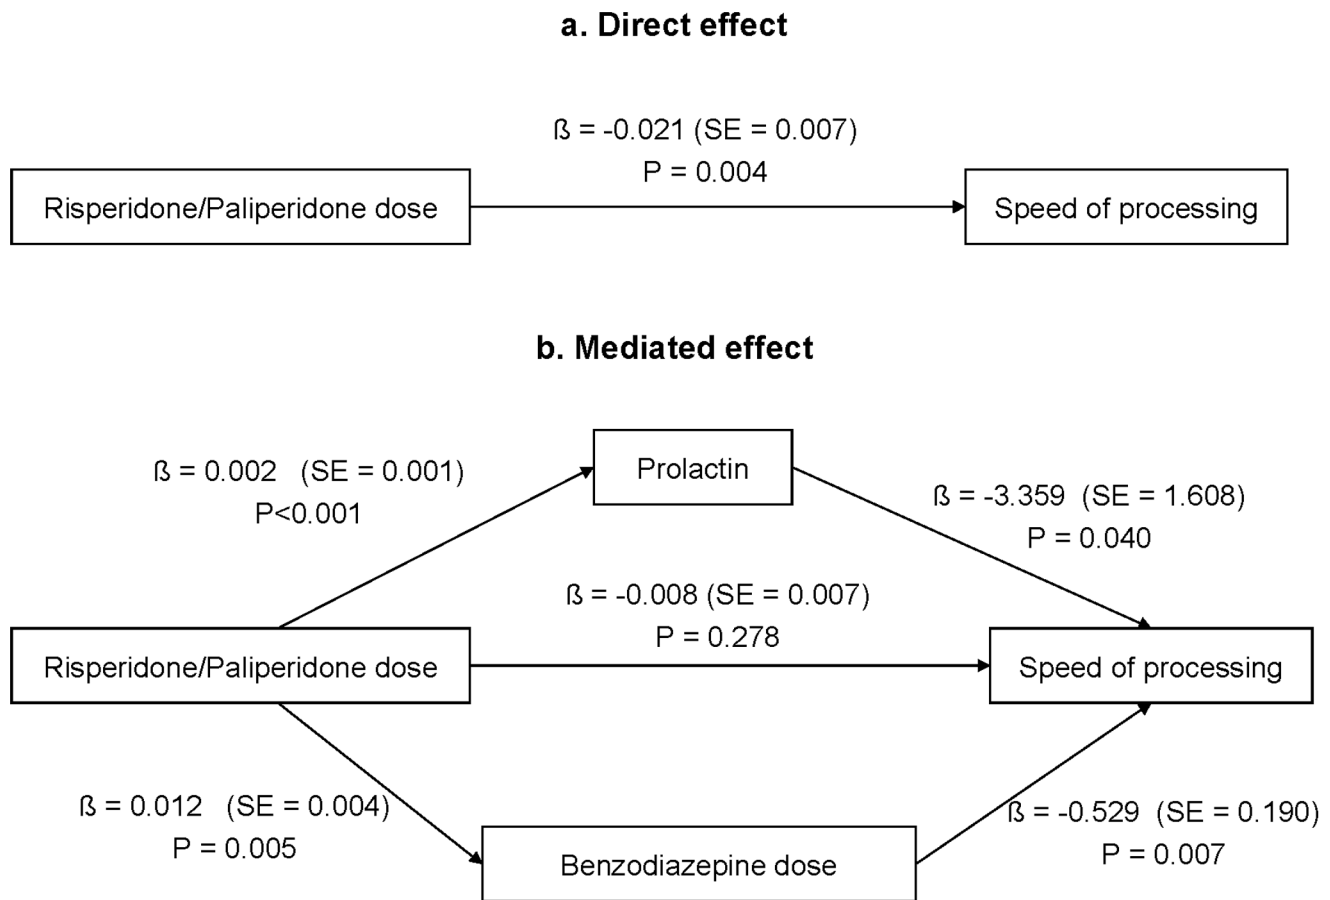 a. Direct effect
ß = -0.021 (SE = 0.007)
P = 0.004
Risperidone/Paliperidone dose
Speed of processing
b. Mediated effect
Prolactin
ß = 0.002 (SE = 0.001)
P<0.001
ß = -3.359 (SE = 1.608)
P = 0.040
ß = -0.008 (SE = 0.007)
P = 0.278
Risperidone/Paliperidone dose
Speed of processing
ß = 0.012 (SE = 0.004)
P = 0.005
ß = -0.529 (SE = 0.190)
P = 0.007
Benzodiazepine dose